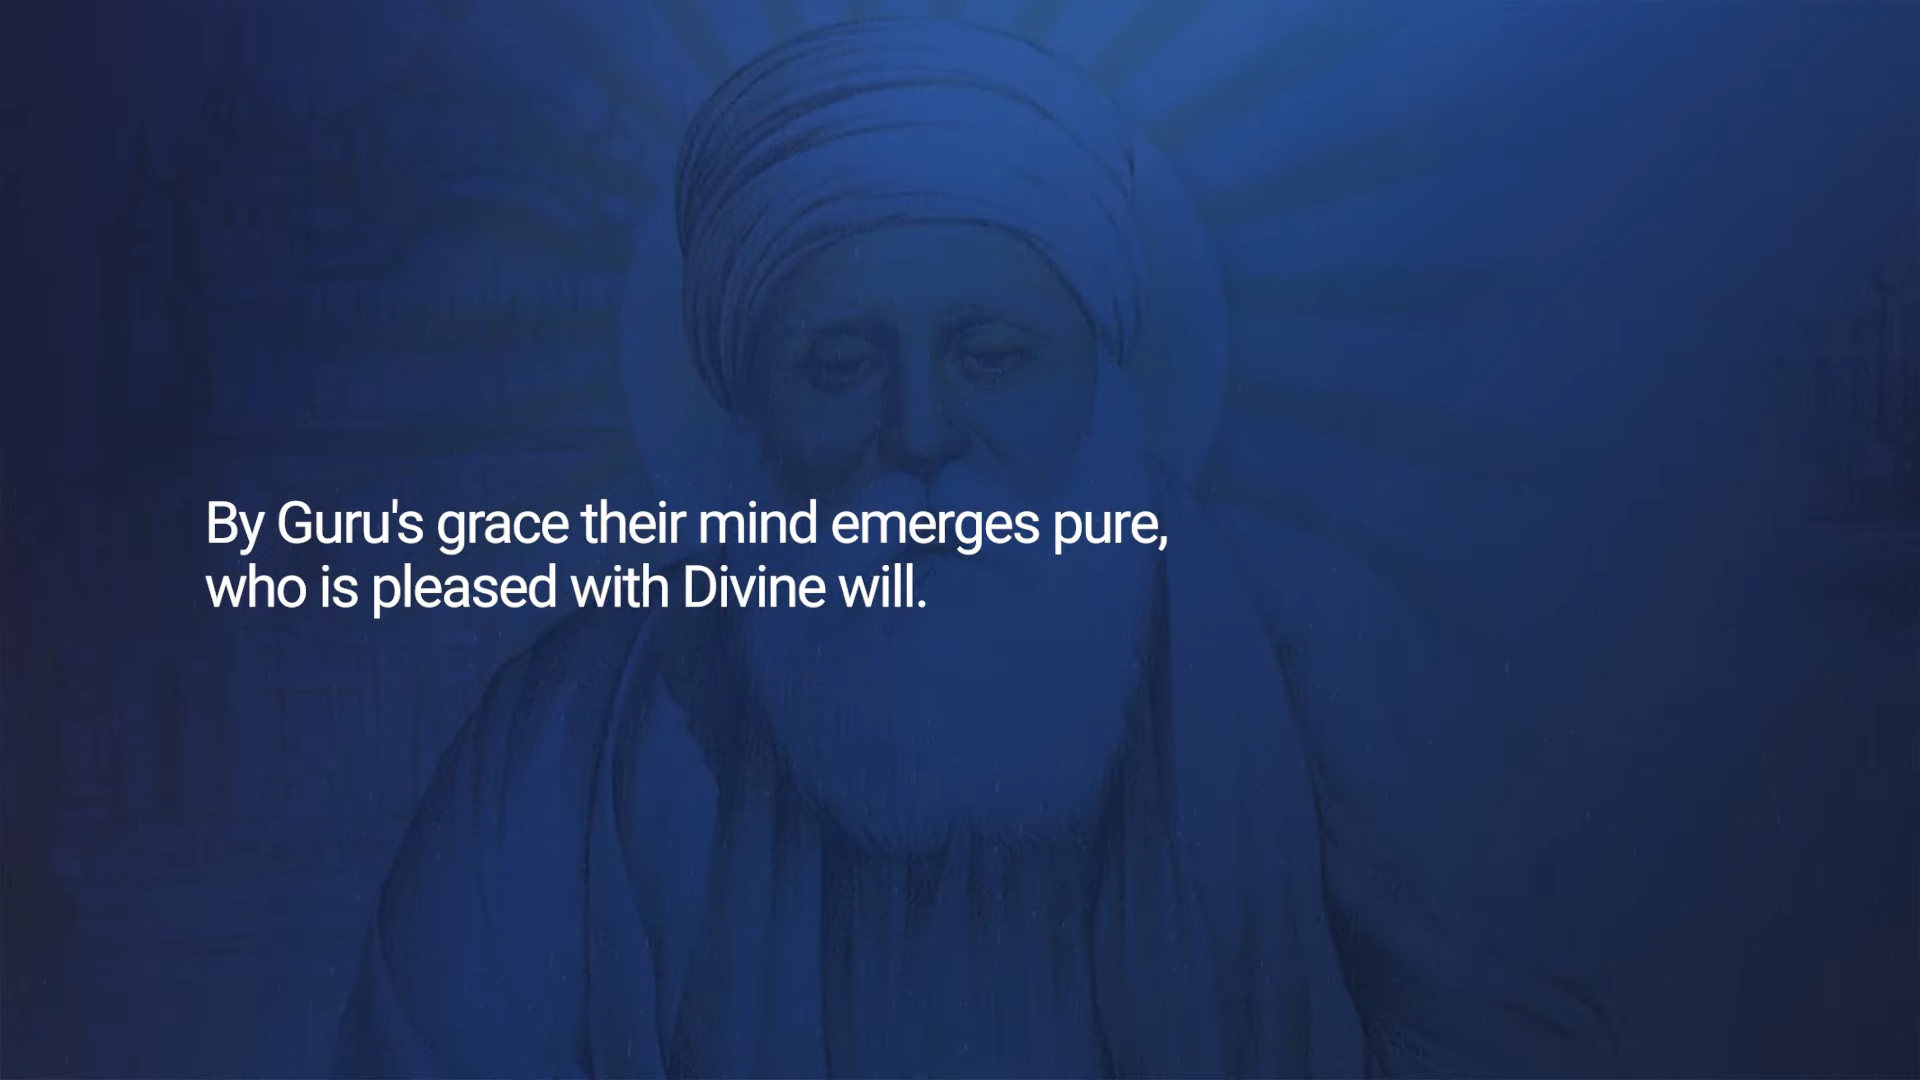 By Guru's grace their mind emerges pure,
who is pleased with Divine will.